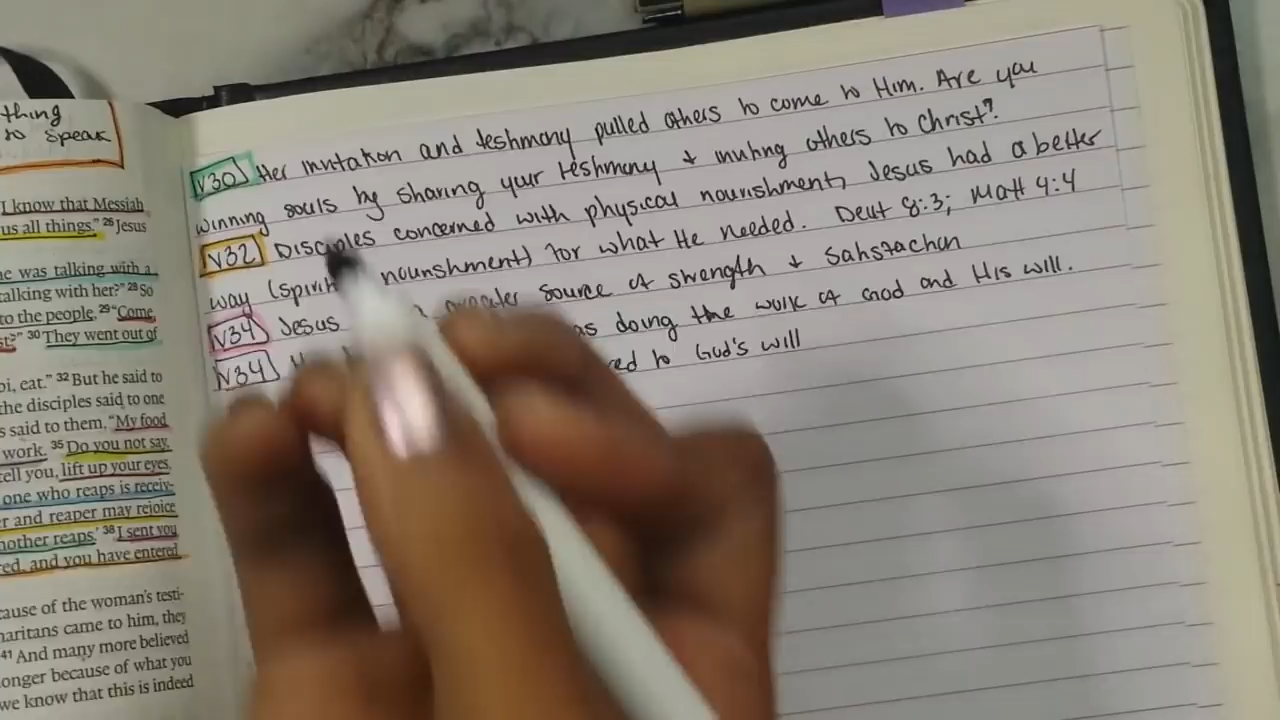 thing
to speak
I know that Messiah
us all things." 26 Jesus
he was talking with a
talking with her?" 28 So
to the people. 29 "Come,
st?" 30 They went out of
bi, eat." 32 But he said to
the disciples said to one
s said to them, "My food
work. 35 Do you not say,
tell you, lift up your eyes,
one who reaps is receiv-
r and reaper may rejoice
nother reaps.' 38 I sent you
red, and you have entered
cause of the woman's testi-
maritans came to him, they
41 And many more believed
longer because of what you
we know that this is indeed
V30 Her invitation and testimony pulled others to come to Him. Are you
winning souls by sharing your testimony & inviting others to Christ?
V32 Disciples concerned with physical nourishment, Jesus had a better
way nourishment) for what He needed. Deut 8:3; Matt 4:4
V34 Jesus greater source of strength & satisfaction
V34 as doing the work of God and His will.
to God's will